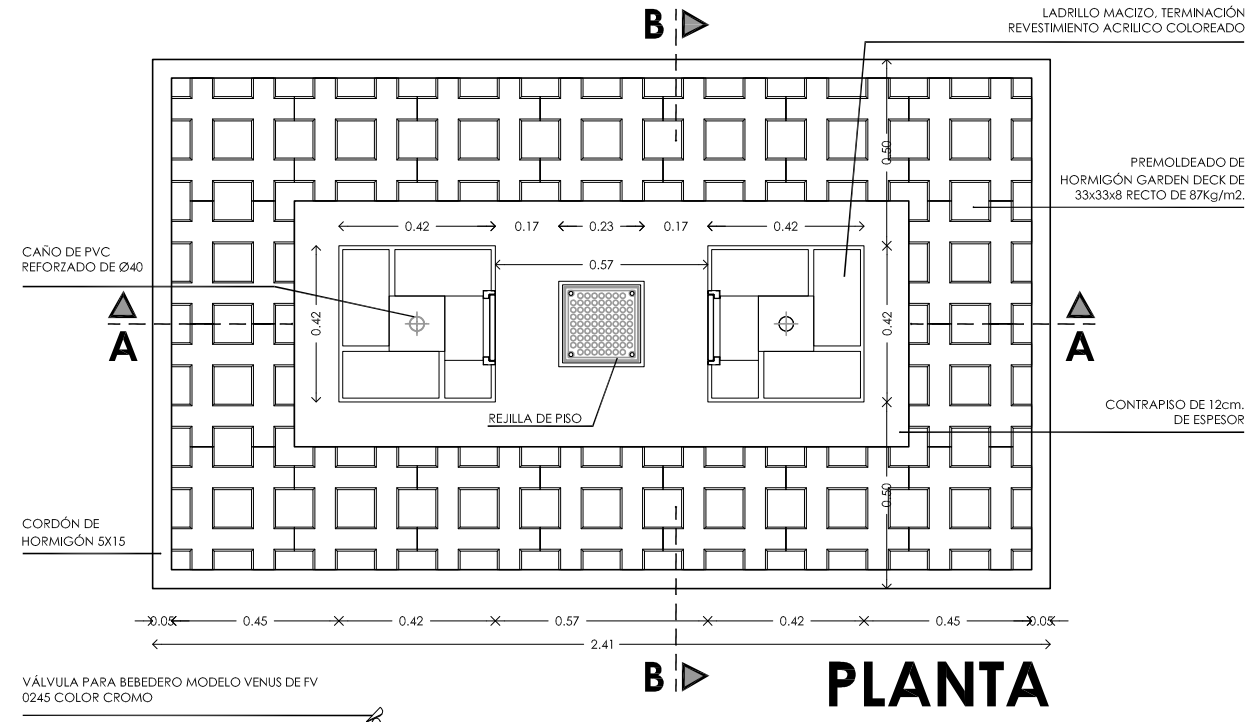 B
LADRILLO MACIZO, TERMINACIÓN
REVESTIMIENTO ACRILICO COLOREADO
0.50
PREMOLDEADO DE
HORMIGÓN GARDEN DECK DE
33x33x8 RECTO DE 87Kg/m2.
0.42
0.17
0.23
0.17
0.42
CAÑO DE PVC
REFORZADO DE Ø40
0.57
0.42
0.42
A
A
REJILLA DE PISO
CONTRAPISO DE 12cm.
DE ESPESOR
0.50
CORDÓN DE
HORMIGÓN 5X15
0.05
0.45
0.42
0.57
0.42
0.45
0.05
2.41
B
PLANTA
VÁLVULA PARA BEBEDERO MODELO VENUS DE FV
0245 COLOR CROMO